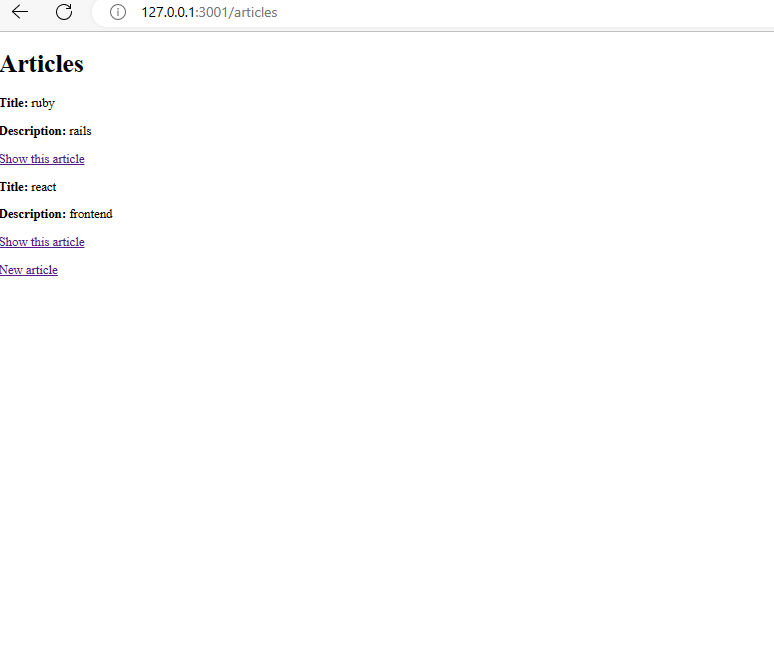 127.0.0.1:3001/articles
Articles
Title: ruby
Description: rails
Show this article
Title: react
Description: frontend
Show this article
New article